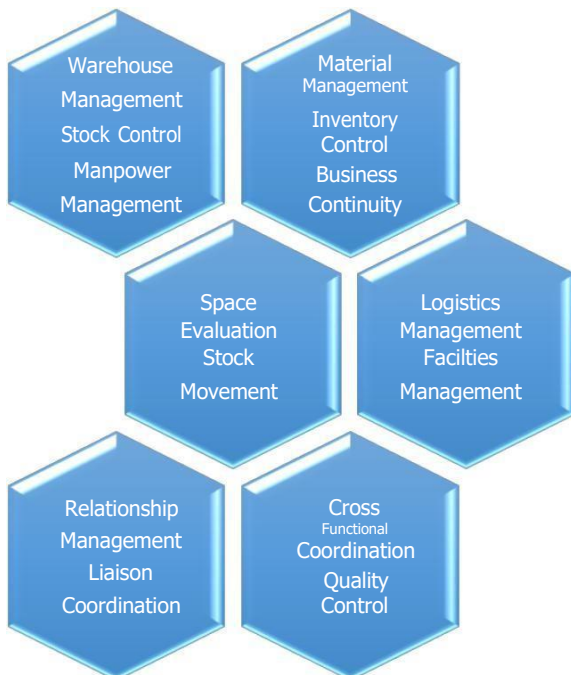 Warehouse
Management
Stock Control
Manpower
Management
Material
Management
Inventory
Control
Business
Continuity
Space
Evaluation
Stock
Movement
Logistics
Management
Facilties
Management
Relationship
Management
Liaison
Coordination
Cross
Functional
Coordination
Quality
Control